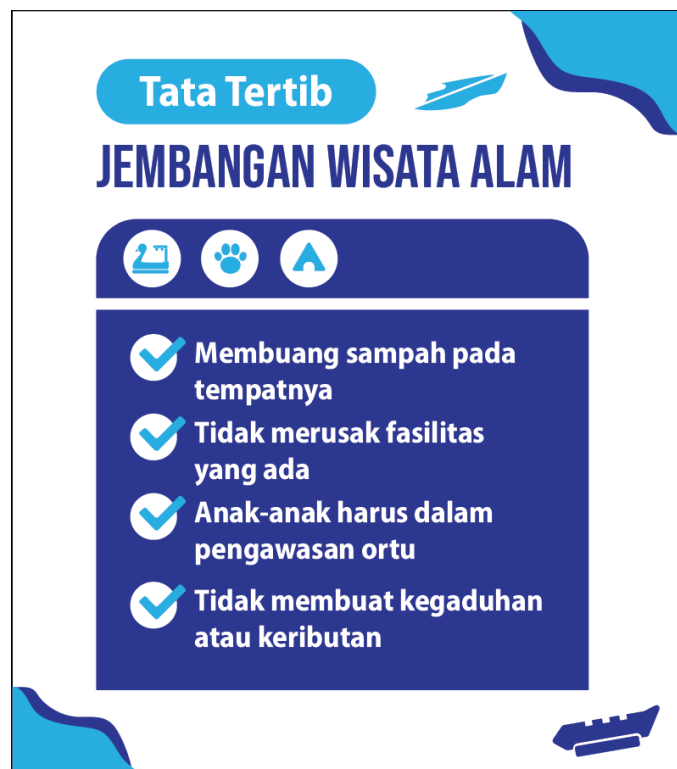 Tata Tertib
JEMBANGAN WISATA ALAM
Membuang sampah pada
tempatnya
Tidak merusak fasilitas
yang ada
Anak-anak harus dalam
pengawasan ortu
Tidak membuat kegaduhan
atau keributan